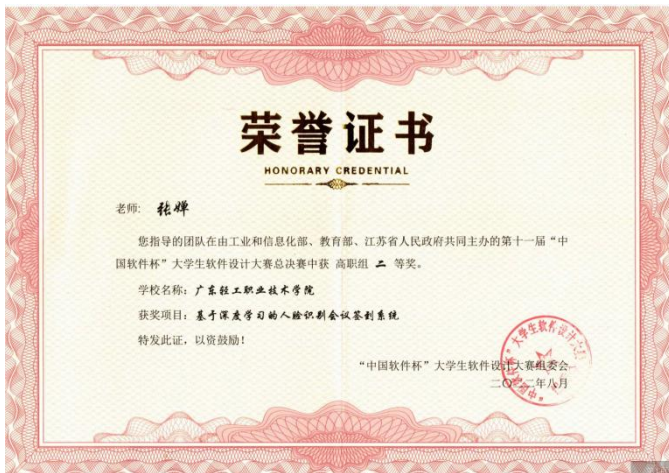 荣誉证书
HONORARY CREDENTIAL
老师: 张婵
您指导的团队在由工业和信息化部、教育部、江苏省人民政府共同主办的第十一届“中
国软件杯”大学生软件设计大赛总决赛中获 高职组 二 等奖。
学校名称：广东轻工职业技术学院
获奖项目：基于深度学习的人脸识别会议签到系统
特发此证，以资鼓励！
“中国软件杯”大学生软件设计大赛组委会
二〇二二年八月